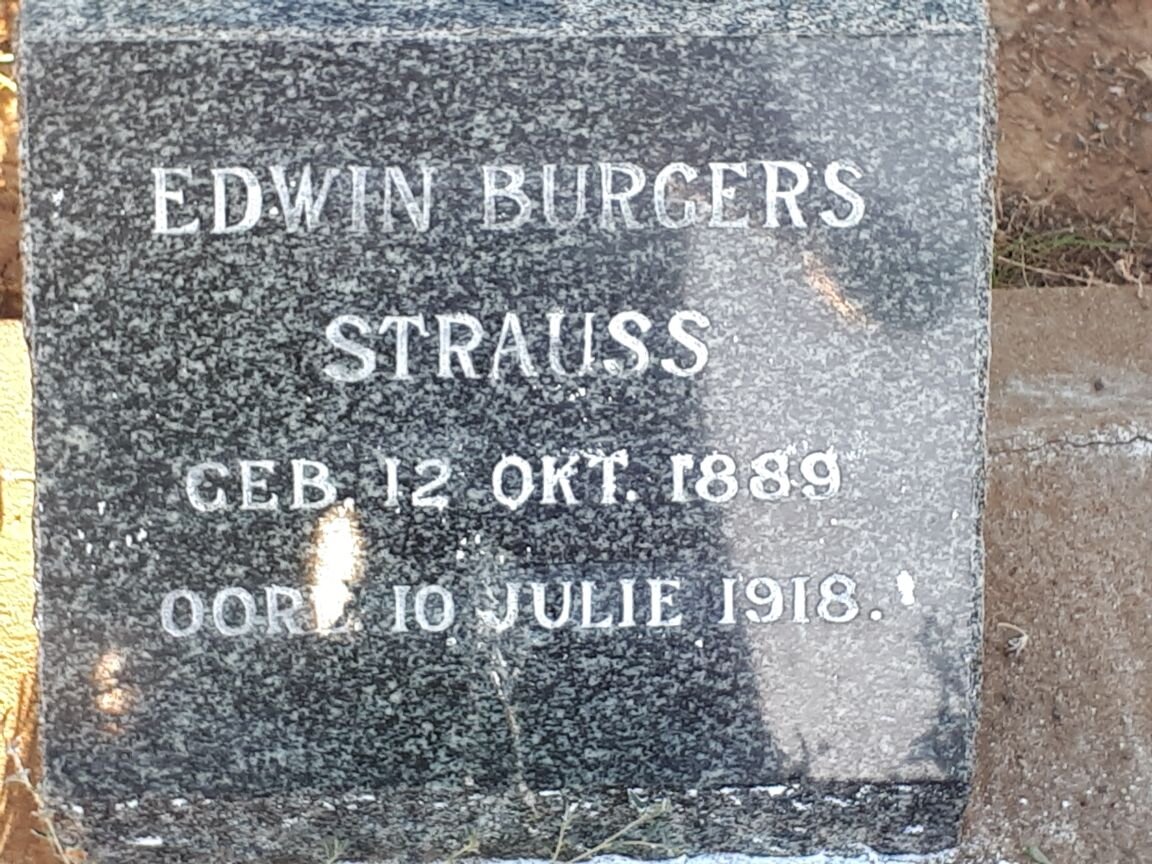 EDWIN BURGERS
STRAUSS
GEB. 12 OKT. 1889
OORL. 10 JULIE 1918.